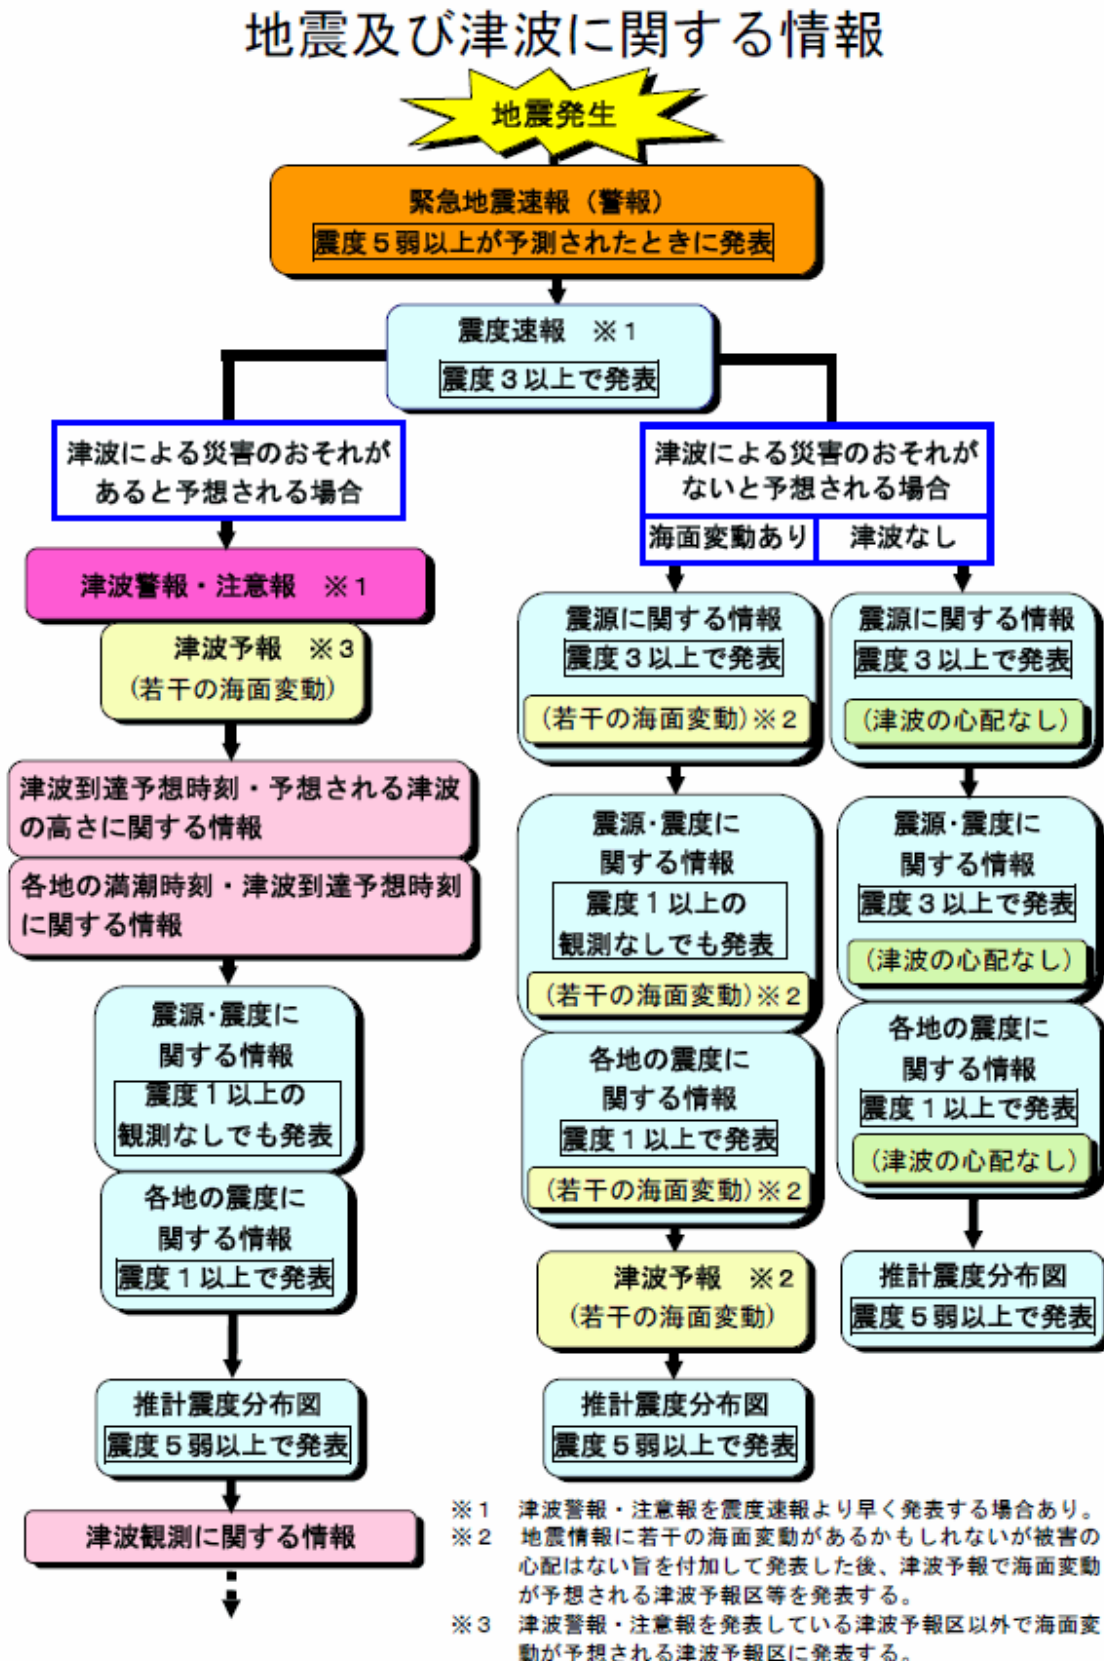 地震及び津波に関する情報
地震発生
緊急地震速報（警報）
震度５弱以上が予測されたときに発表
震度速報　※１
震度３以上で発表
津波による災害のおそれが
あると予想される場合
津波警報・注意報　※１
津波予報　※３
（若干の海面変動）
津波到達予想時刻・予想される津波
の高さに関する情報
各地の満潮時刻・津波到達予想時刻
に関する情報
震源・震度に
関する情報
震度１以上の
観測なしでも発表
各地の震度に
関する情報
震度１以上で発表
推計震度分布図
震度５弱以上で発表
津波観測に関する情報
津波による災害のおそれが
ないと予想される場合
海面変動あり
津波なし
震源に関する情報
震度３以上で発表
（若干の海面変動）※２
震源・震度に
関する情報
震度１以上の
観測なしでも発表
（若干の海面変動）※２
各地の震度に
関する情報
震度１以上で発表
（若干の海面変動）※２
津波予報　※２
（若干の海面変動）
推計震度分布図
震度５弱以上で発表
震源に関する情報
震度３以上で発表
（津波の心配なし）
震源・震度に
関する情報
震度３以上で発表
（津波の心配なし）
各地の震度に
関する情報
震度１以上で発表
（津波の心配なし）
推計震度分布図
震度５弱以上で発表
※１　津波警報・注意報を震度速報より早く発表する場合あり。
※２　地震情報に若干の海面変動があるかもしれないが被害の
心配はない旨を付加して発表した後、津波予報で海面変動
が予想される津波予報区等を発表する。
※３　津波警報・注意報を発表している津波予報区以外で海面変
動が予想される津波予報区に発表する。